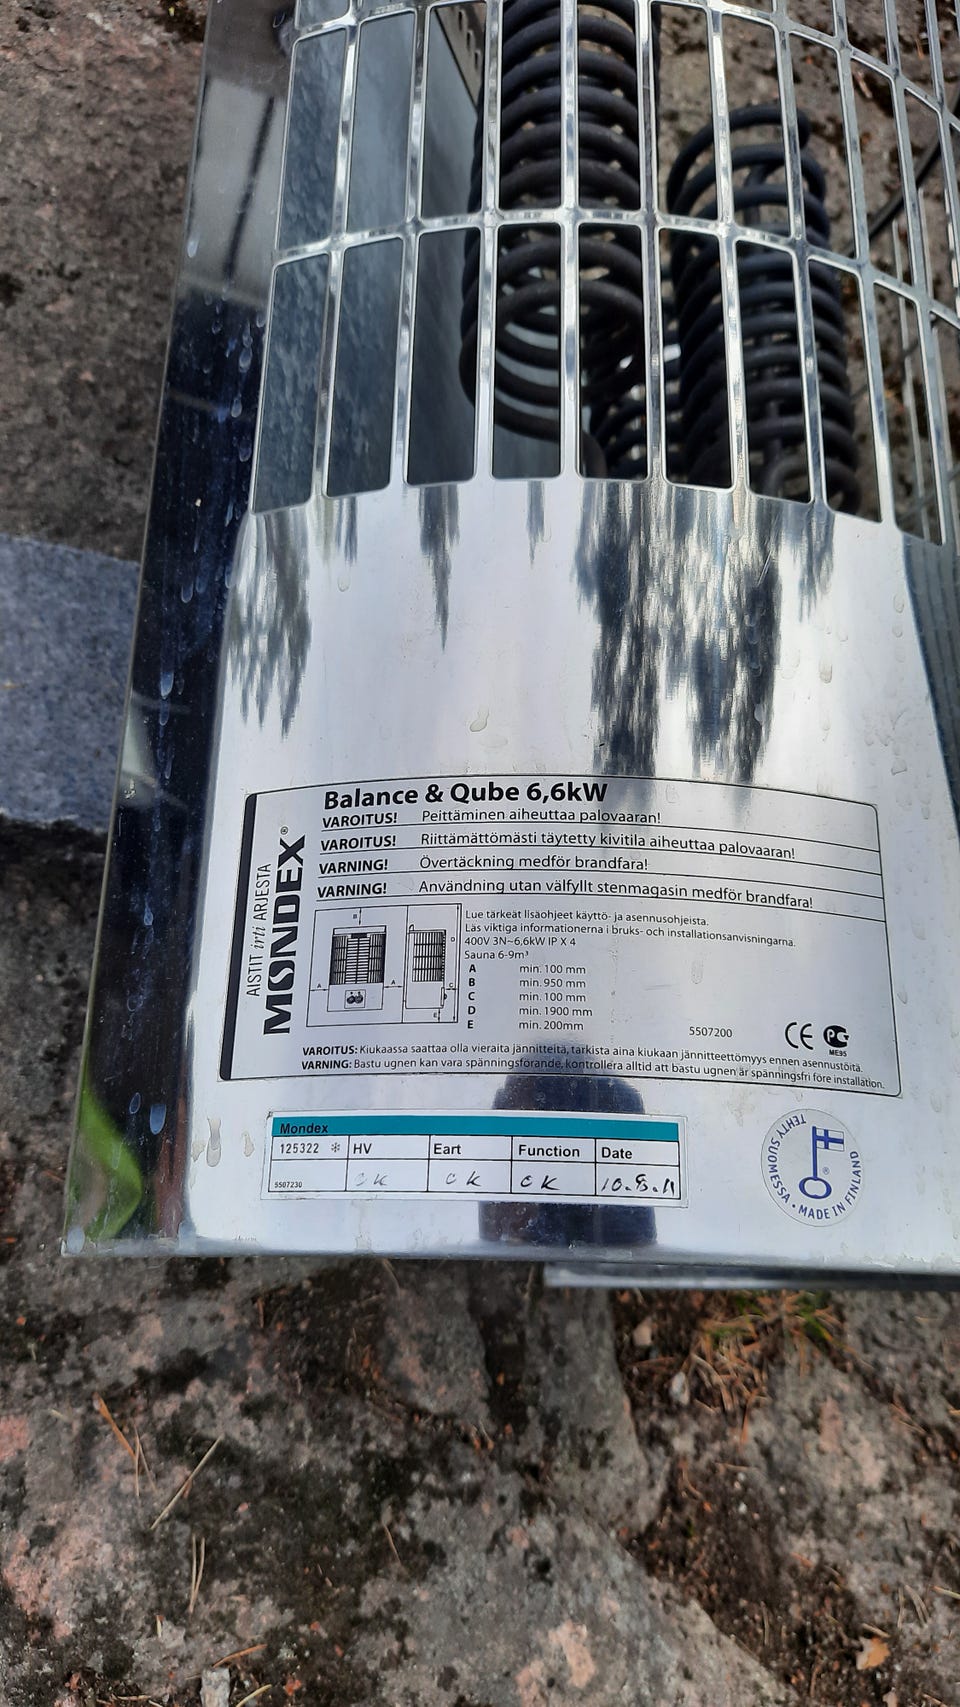 Balance & Qube 6,6kW
VAROITUS! Peittäminen aiheuttaa palovaaran!
VAROITUS! Riittämättömästi täytetty kivitila aiheuttaa palovaaran!
VARNING! Övertäckning medför brandfara!
VARNING! Användning utan välfyllt stenmagasin medför brandfara!
AISTIT irti ARJESTA
MONDEX®
Lue tärkeät lisäohjeet käyttö- ja asennusohjeista.
Läs viktiga informationerna i bruks- och installationsanvisningarna.
400V 3N~6,6kW IP X 4
Sauna 6-9m³
A min. 100 mm
B min. 950 mm
C min. 100 mm
D min. 1900 mm
E min. 200mm
B
D
A
A
C
E
5507200
CE
PC
ME95
VAROITUS: Kiukaassa saattaa olla vieraita jännitteitä, tarkista aina kiukaan jännitteettömyys ennen asennustöitä.
VARNING: Bastu ugnen kan vara spänningsförande, kontrollera alltid att bastu ugnen är spänningsfri före installation.
Mondex
125322 * HV Eart Function Date
5507230 OK OK OK 10.8.11
TEHTY SUOMESSA • MADE IN FINLAND
®